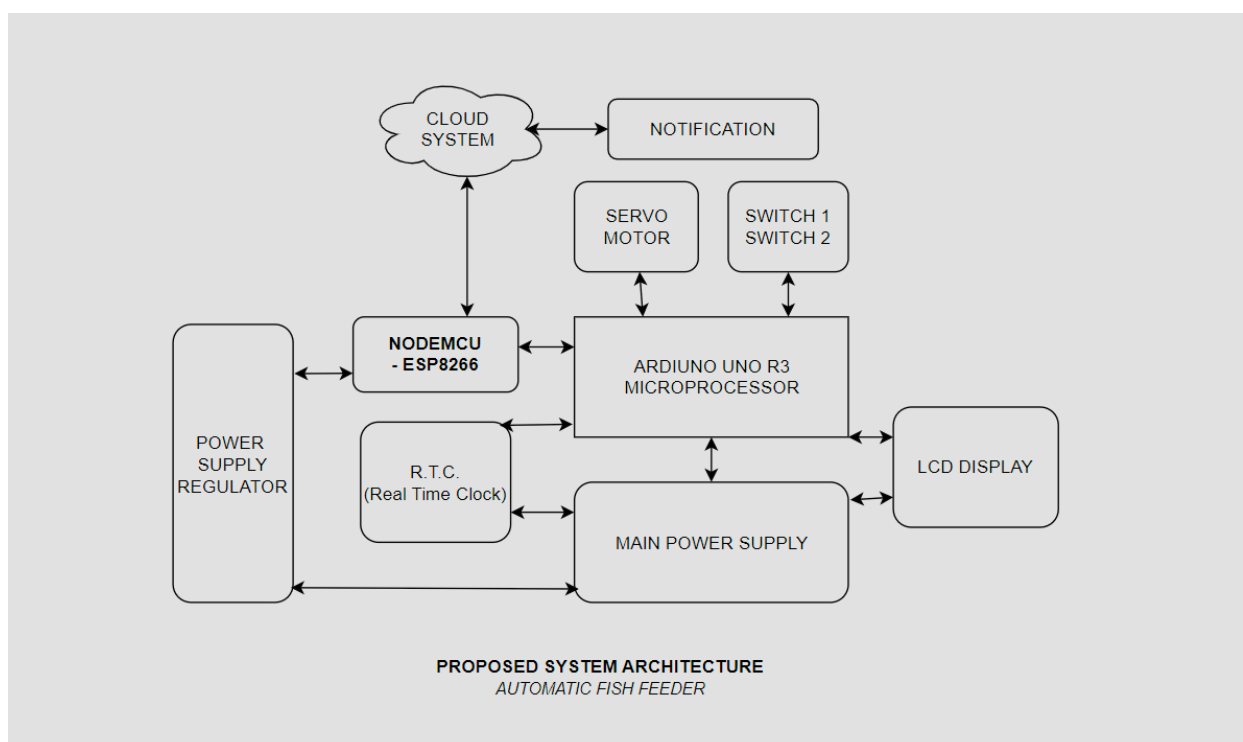 CLOUD
SYSTEM
NOTIFICATION
SERVO
MOTOR
SWITCH 1
SWITCH 2
NODEMCU
- ESP8266
ARDIUNO UNO R3
MICROPROCESSOR
POWER
SUPPLY
REGULATOR
R.T.C.
(Real Time Clock)
LCD DISPLAY
MAIN POWER SUPPLY
PROPOSED SYSTEM ARCHITECTURE
AUTOMATIC FISH FEEDER